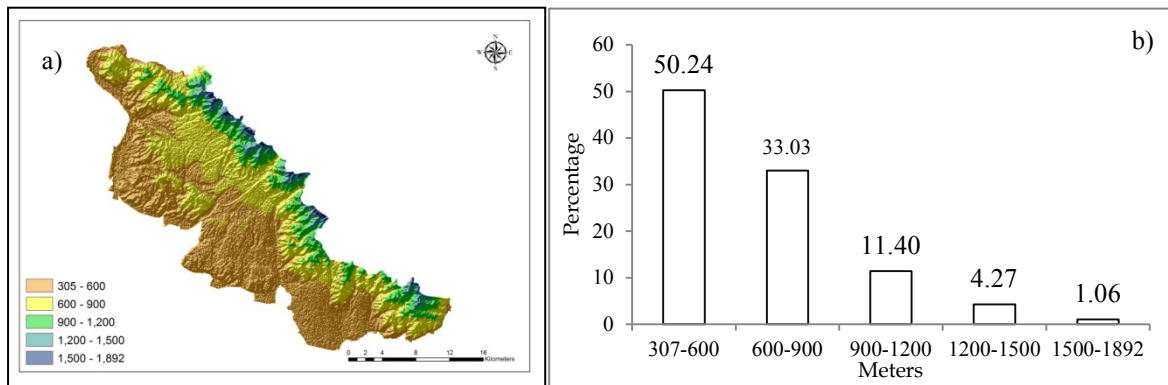 a)
N
W E
S
305 - 600
600 - 900
900 - 1,200
1,200 - 1,500
1,500 - 1,892
0 2 4 8 12 16
Kilometers
b)
Percentage
60
50
40
30
20
10
0
50.24
33.03
11.40
4.27
1.06
307-600 600-900 900-1200 1200-1500 1500-1892
Meters